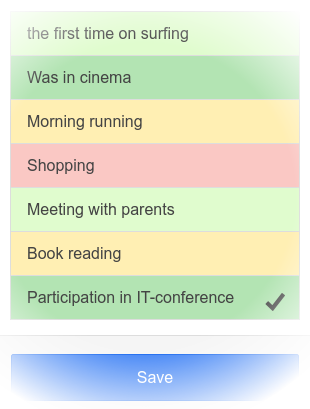 the first time on surfing
Was in cinema
Morning running
Shopping
Meeting with parents
Book reading
Participation in IT-conference
Save